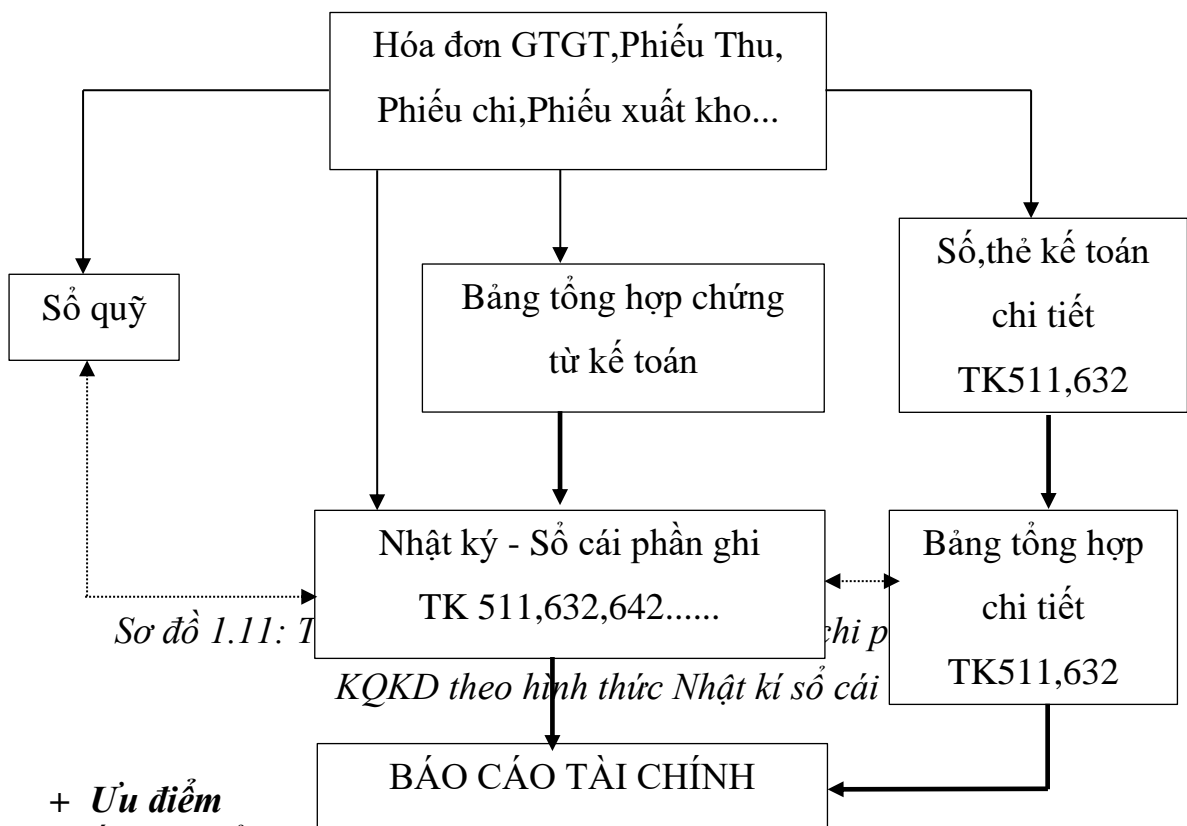 Hóa đơn GTGT,Phiếu Thu,
Phiếu chi,Phiếu xuất kho...
Sổ quỹ
Bảng tổng hợp chứng
từ kế toán
Số,thẻ kế toán
chi tiết
TK511,632
Nhật ký - Sổ cái phần ghi
TK 511,632,642......
Bảng tổng hợp
chi tiết
TK511,632
Sơ đồ 1.11: chi
KQKD theo hình thức Nhật kí sổ cái
BÁO CÁO TÀI CHÍNH
+ Ưu điểm